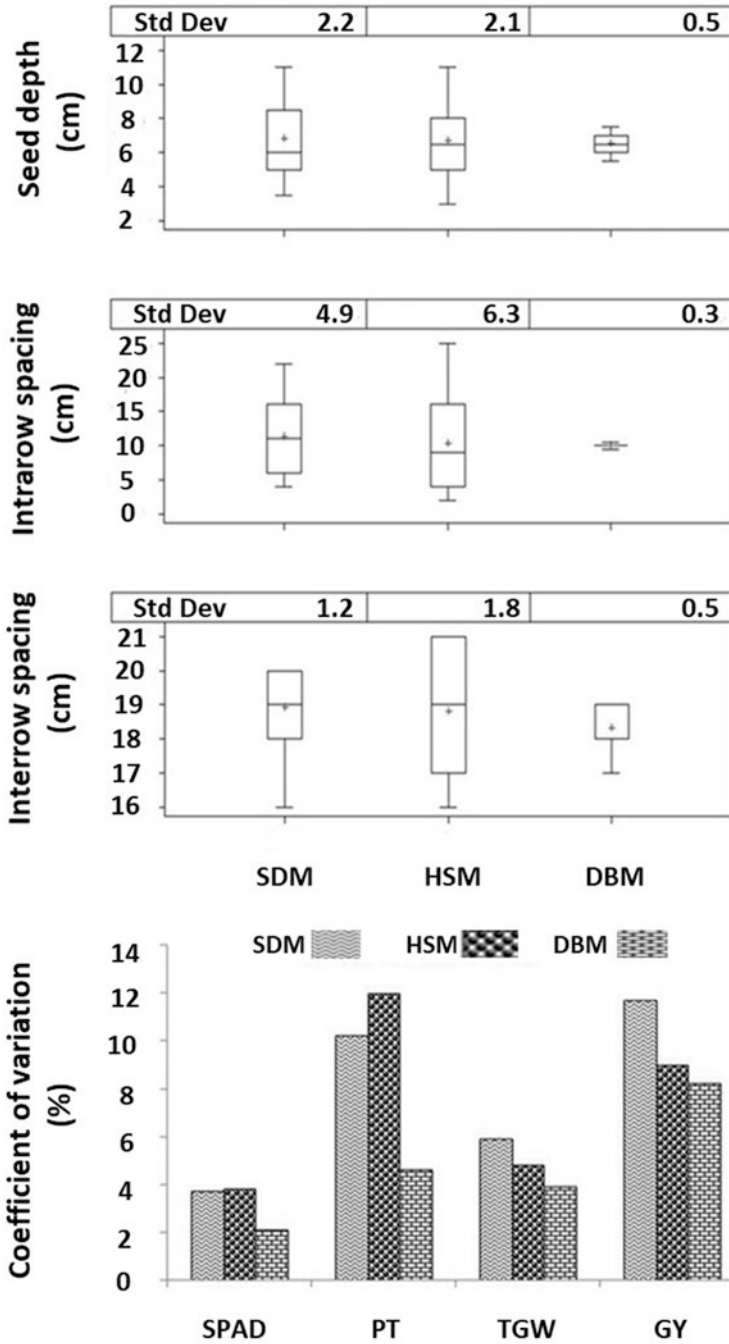 Std Dev 2.2 2.1 0.5
Seed depth
(cm)
12
10
8
6
4
2
Std Dev 4.9 6.3 0.3
Intrarow spacing
(cm)
25
20
15
10
5
0
Std Dev 1.2 1.8 0.5
Interrow spacing
(cm)
21
20
19
18
17
16
SDM HSM DBM
SDM HSM DBM
Coefficient of variation
(%)
14
12
10
8
6
4
2
0
SPAD PT TGW GY